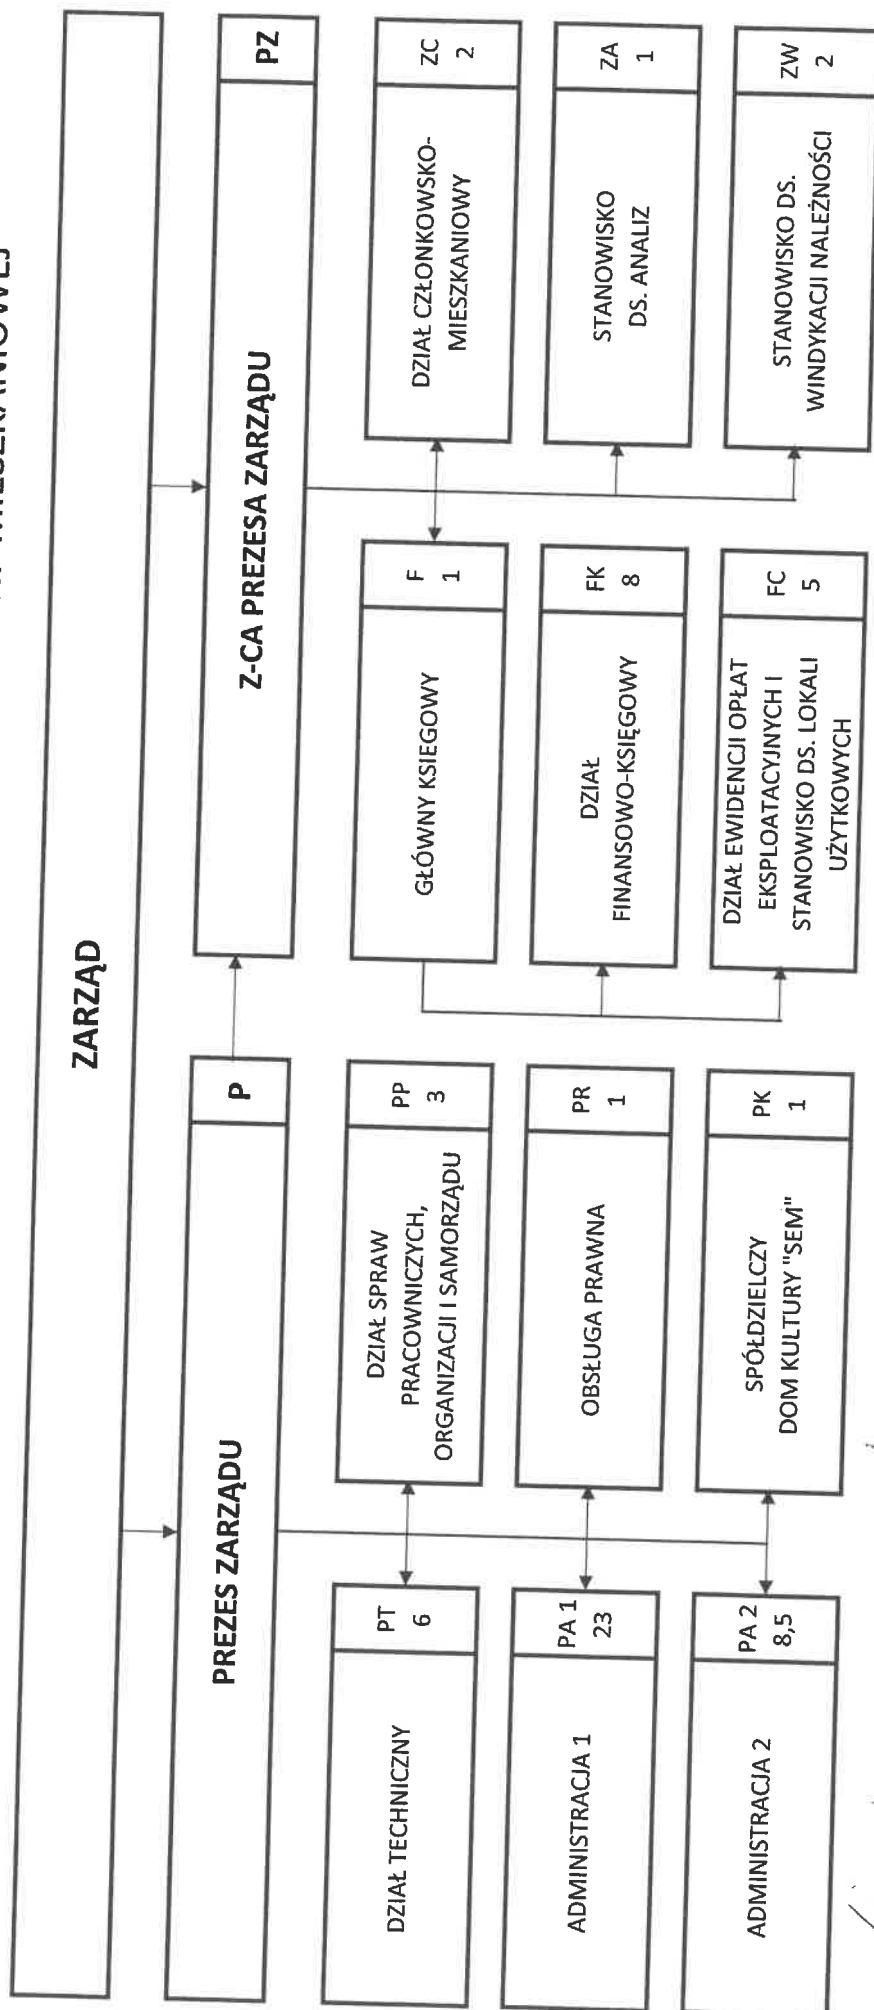 MIESZKANIOWEJ
ZARZĄD
PREZES ZARZĄDU
P
Z-CA PREZESA ZARZĄDU
PZ
DZIAŁ TECHNICZNY
PT
6
DZIAŁ SPRAW
PRACOWNICZYCH,
ORGANIZACJI I SAMORZĄDU
PP
3
GŁÓWNY KSIEGOWY
F
1
DZIAŁ CZŁONKOWSKO-
MIESZKANIOWY
ZC
2
ADMINISTRACJA 1
PA 1
23
OBSŁUGA PRAWNA
PR
1
DZIAŁ
FINANSOWO-KSIĘGOWY
FK
8
STANOWISKO
DS. ANALIZ
ZA
1
ADMINISTRACJA 2
PA 2
8,5
SPÓŁDZIELCZY
DOM KULTURY "SEM"
PK
1
DZIAŁ EWIDENCJI OPŁAT
EKSPLOATACYJNYCH I
STANOWISKO DS. LOKALI
UŻYTKOWYCH
FC
5
STANOWISKO DS.
WINDYKACJI NALEŻNOŚCI
ZW
2